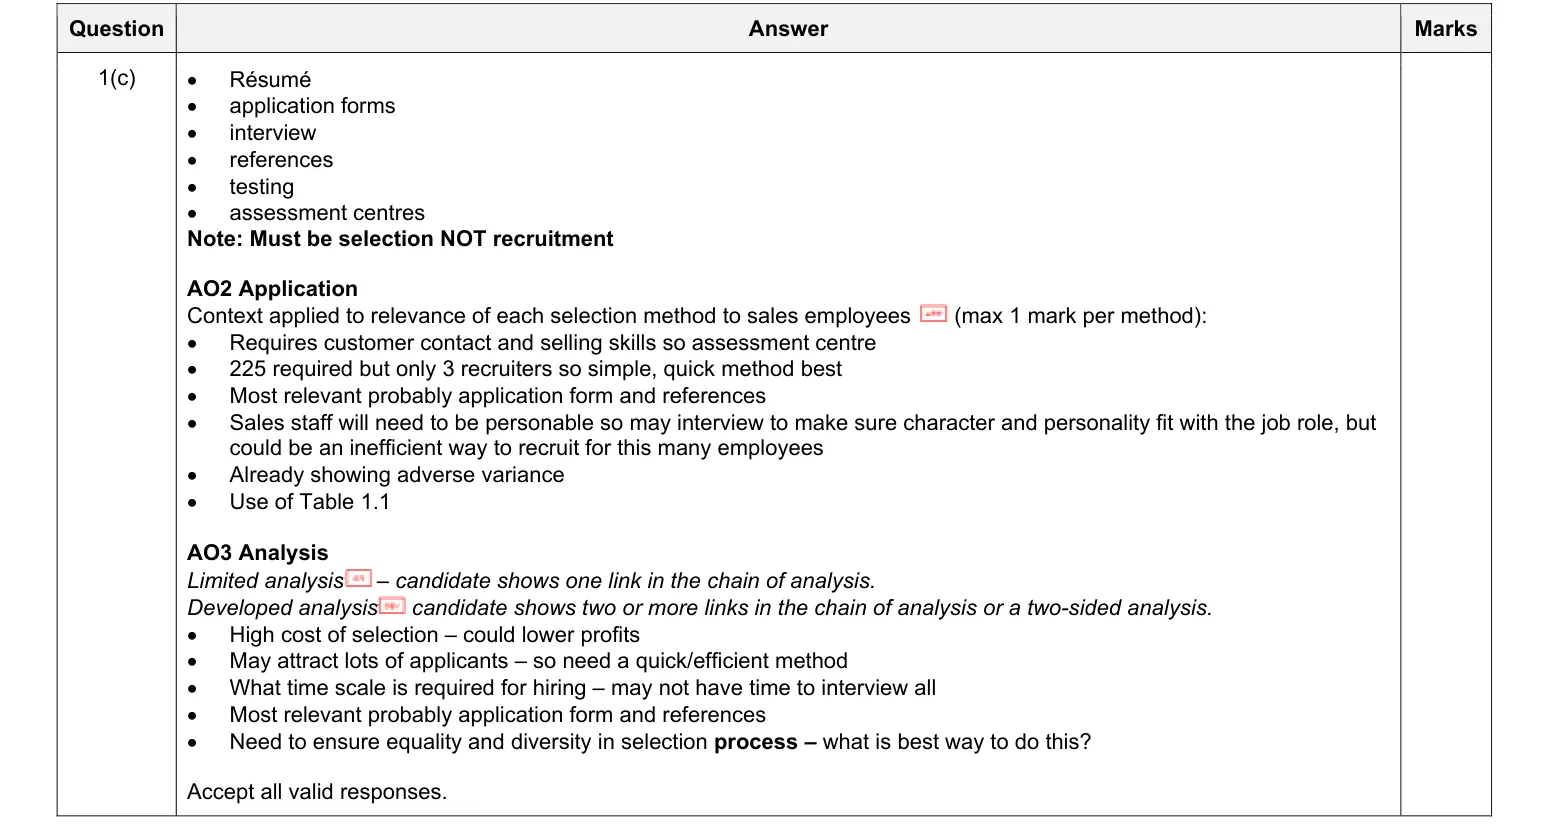 Question Answer Marks
1(c)
• Résumé
• application forms
• interview
• references
• testing
• assessment centres
Note: Must be selection NOT recruitment
AO2 Application
Context applied to relevance of each selection method to sales employees (max 1 mark per method):
• Requires customer contact and selling skills so assessment centre
• 225 required but only 3 recruiters so simple, quick method best
• Most relevant probably application form and references
• Sales staff will need to be personable so may interview to make sure character and personality fit with the job role, but
could be an inefficient way to recruit for this many employees
• Already showing adverse variance
• Use of Table 1.1
AO3 Analysis
Limited analysis – candidate shows one link in the chain of analysis.
Developed analysis candidate shows two or more links in the chain of analysis or a two-sided analysis.
• High cost of selection – could lower profits
• May attract lots of applicants – so need a quick/efficient method
• What time scale is required for hiring – may not have time to interview all
• Most relevant probably application form and references
• Need to ensure equality and diversity in selection process – what is best way to do this?
Accept all valid responses.